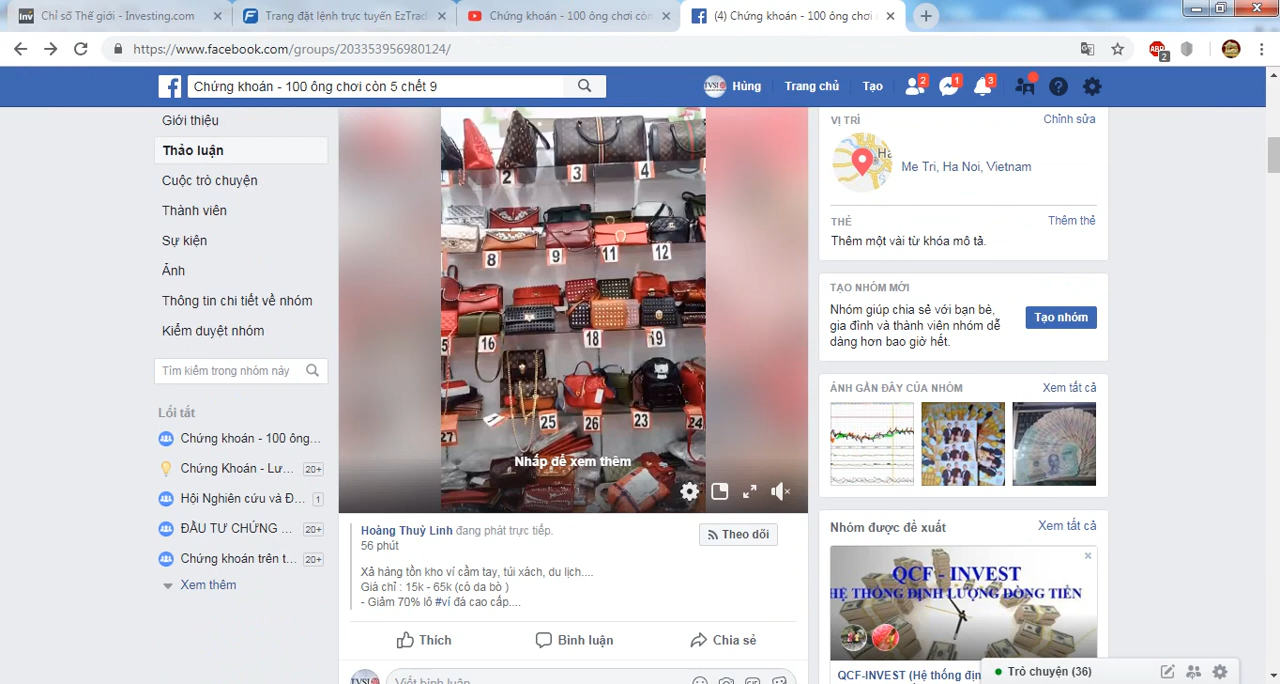 Chỉ số Thế giới - Investing.com
Trang đặt lệnh trực tuyến EzTrad
Chứng khoán - 100 ông chơi còn
(4) Chứng khoán - 100 ông chơi
https://www.facebook.com/groups/203353956980124/
Chứng khoán - 100 ông chơi còn 5 chết 9
TVSI
Hùng
Trang chủ
Tạo
2
1
3
Giới thiệu
Thảo luận
Cuộc trò chuyện
Thành viên
Sự kiện
Ảnh
Thông tin chi tiết về nhóm
Kiểm duyệt nhóm
Tìm kiếm trong nhóm này
Lối tắt
Chứng khoán - 100 ông...
Chứng Khoán - Lư... 20+
Hội Nghiên cứu và Đ... 1
ĐẦU TƯ CHỨNG ... 20+
Chứng khoán trên t... 20+
Xem thêm
2 3 4
8 9 11 12
16 18 19
25 26 23 24
27
Nhấp để xem thêm
Hoàng Thuỳ Linh đang phát trực tiếp.
56 phút
Theo dõi
Xả hàng tồn kho ví cầm tay, túi xách, du lịch....
Giá chỉ : 15k - 65k (có da bò )
- Giảm 70% lô #ví đá cao cấp....
Thích
Bình luận
Chia sẻ
TVSI
Viết bình luận
VỊ TRÍ
Chỉnh sửa
Me Tri, Ha Noi, Vietnam
THẺ
Thêm thẻ
Thêm một vài từ khóa mô tả.
TẠO NHÓM MỚI
Nhóm giúp chia sẻ với bạn bè,
gia đình và thành viên nhóm dễ
dàng hơn bao giờ hết.
Tạo nhóm
ẢNH GẦN ĐÂY CỦA NHÓM
Xem tất cả
Nhóm được đề xuất
Xem tất cả
QCF - INVEST
HỆ THỐNG ĐỊNH LƯỢNG DÒNG TIỀN
QCF-INVEST (Hệ thống địn
Trò chuyện (36)